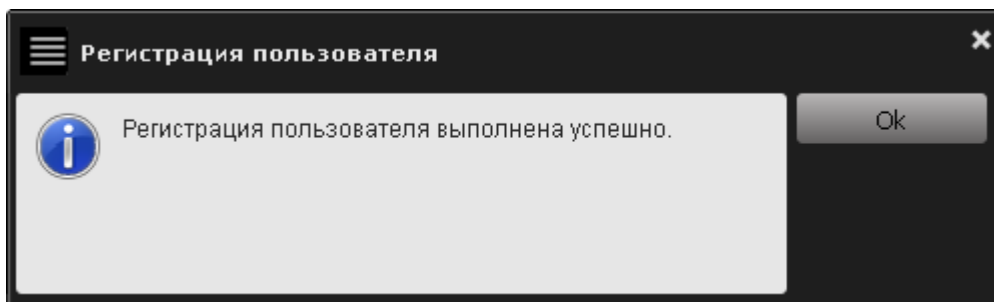 Регистрация пользователя
Регистрация пользователя выполнена успешно.
Ok